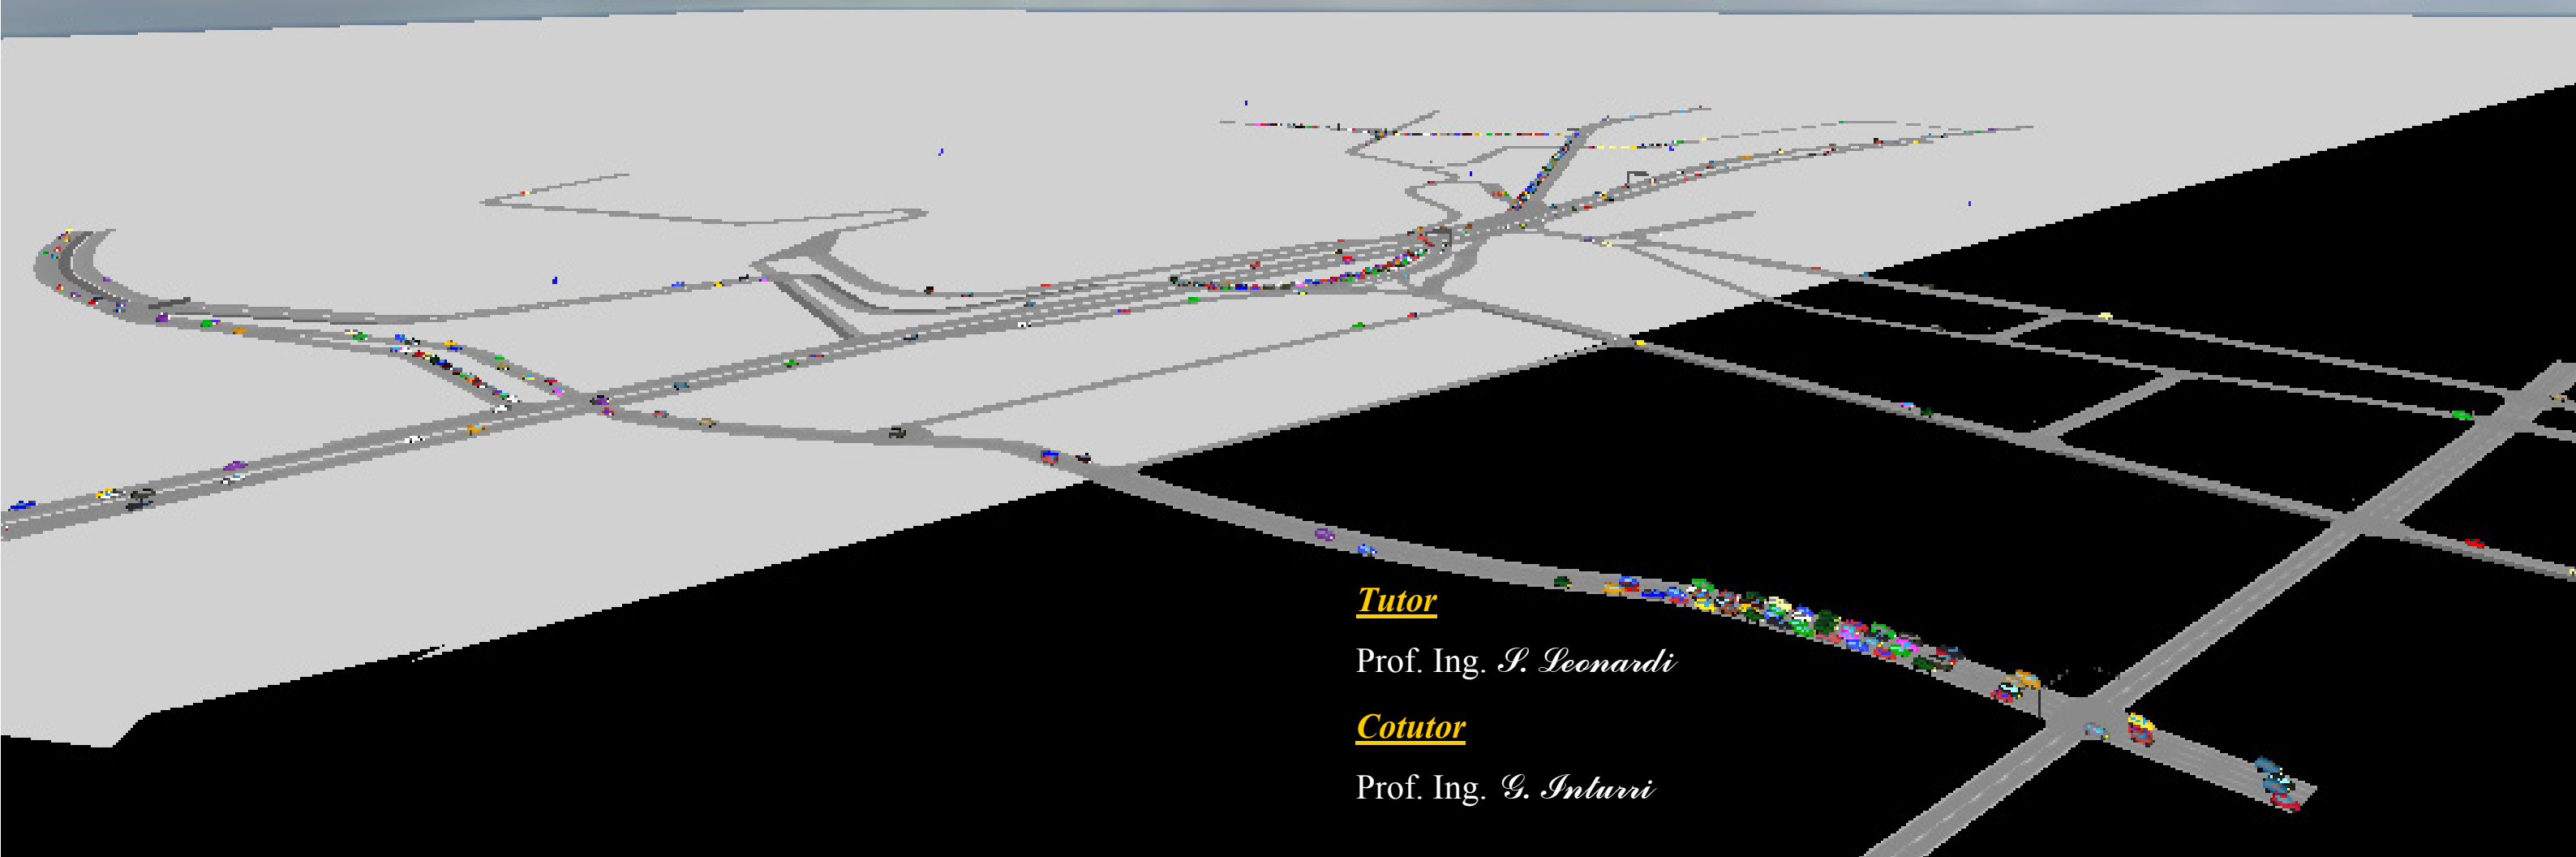 Tutor
Prof. Ing. S. Leonardi
Cotutor
Prof. Ing. G. Inturri